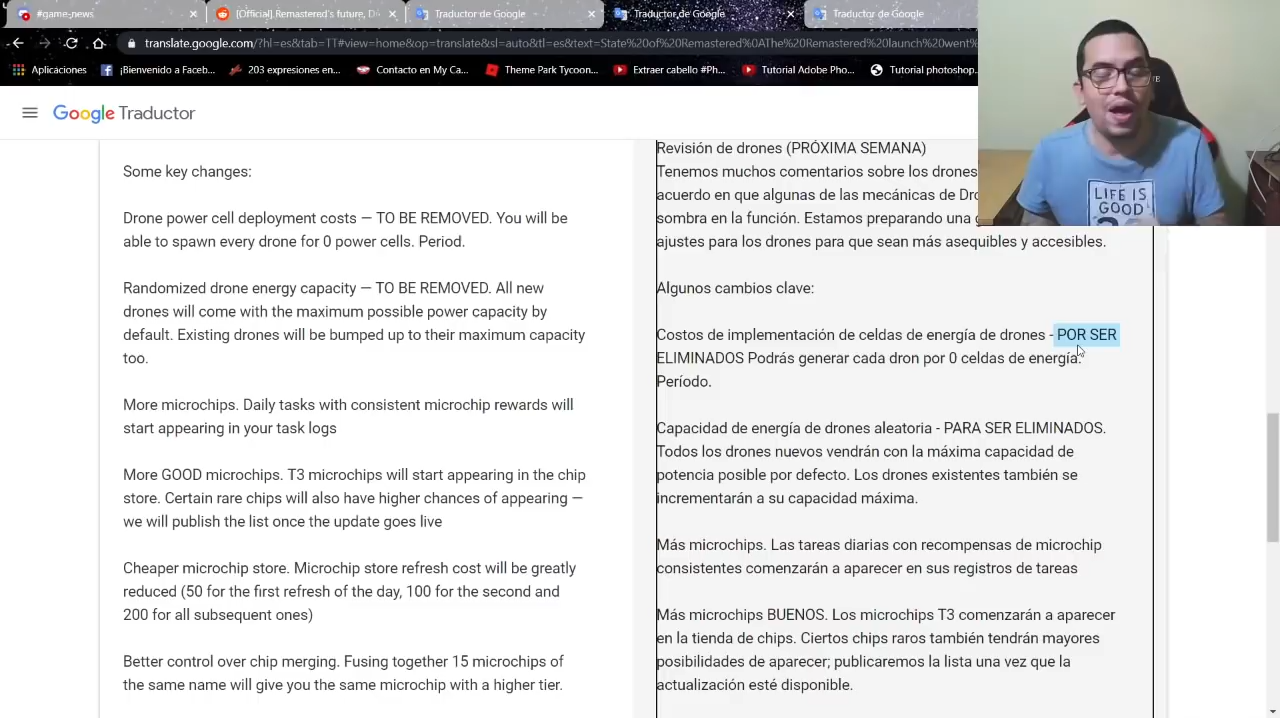 #game-news
[Official] Remastered's future, D
Traductor de Google
Traductor de Google
Traductor de Google
translate.google.com/?hl=es&tab=TT#view=home&op=translate&sl=auto&tl=es&text=State%20of%20Remastered%0AThe%20Remastered%20launch%20went
Aplicaciones
¡Bienvenido a Faceb...
203 expresiones en...
Contacto en My Ca...
Theme Park Tycoon...
Extraer cabello #Ph...
Tutorial Adobe Pho...
Tutorial photoshop...
Google Traductor
Some key changes:
Drone power cell deployment costs — TO BE REMOVED. You will be
able to spawn every drone for 0 power cells. Period.
Randomized drone energy capacity — TO BE REMOVED. All new
drones will come with the maximum possible power capacity by
default. Existing drones will be bumped up to their maximum capacity
too.
More microchips. Daily tasks with consistent microchip rewards will
start appearing in your task logs
More GOOD microchips. T3 microchips will start appearing in the chip
store. Certain rare chips will also have higher chances of appearing —
we will publish the list once the update goes live
Cheaper microchip store. Microchip store refresh cost will be greatly
reduced (50 for the first refresh of the day, 100 for the second and
200 for all subsequent ones)
Better control over chip merging. Fusing together 15 microchips of
the same name will give you the same microchip with a higher tier.
Revisión de drones (PRÓXIMA SEMANA)
Tenemos muchos comentarios sobre los drones
acuerdo en que algunas de las mecánicas de Dro
sombra en la función. Estamos preparando una g
ajustes para los drones para que sean más asequibles y accesibles.
Algunos cambios clave:
Costos de implementación de celdas de energía de drones - POR SER
ELIMINADOS Podrás generar cada dron por 0 celdas de energía.
Período.
Capacidad de energía de drones aleatoria - PARA SER ELIMINADOS.
Todos los drones nuevos vendrán con la máxima capacidad de
potencia posible por defecto. Los drones existentes también se
incrementarán a su capacidad máxima.
Más microchips. Las tareas diarias con recompensas de microchip
consistentes comenzarán a aparecer en sus registros de tareas
Más microchips BUENOS. Los microchips T3 comenzarán a aparecer
en la tienda de chips. Ciertos chips raros también tendrán mayores
posibilidades de aparecer; publicaremos la lista una vez que la
actualización esté disponible.
LIFE IS
GOOD